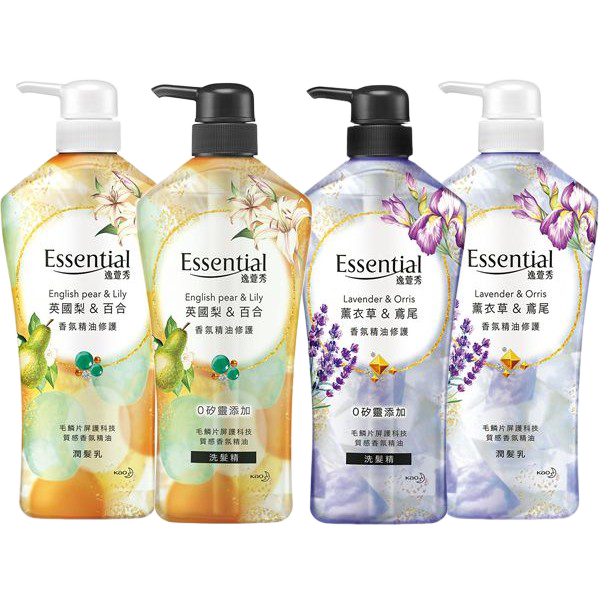 Essential
逸萱秀
English pear & Lily
英國梨 & 百合
香氛精油修護
毛鱗片屏護科技
質感香氛精油
潤髮乳
Kao
Essential
逸萱秀
English pear & Lily
英國梨 & 百合
香氛精油修護
0矽靈添加
毛鱗片屏護科技
質感香氛精油
洗髮精
Kao
Essential
逸萱秀
Lavender & Orris
薰衣草 & 鳶尾
香氛精油修護
0矽靈添加
毛鱗片屏護科技
質感香氛精油
洗髮精
Kao
Essential
逸萱秀
Lavender & Orris
薰衣草 & 鳶尾
香氛精油修護
毛鱗片屏護科技
質感香氛精油
潤髮乳
Kao